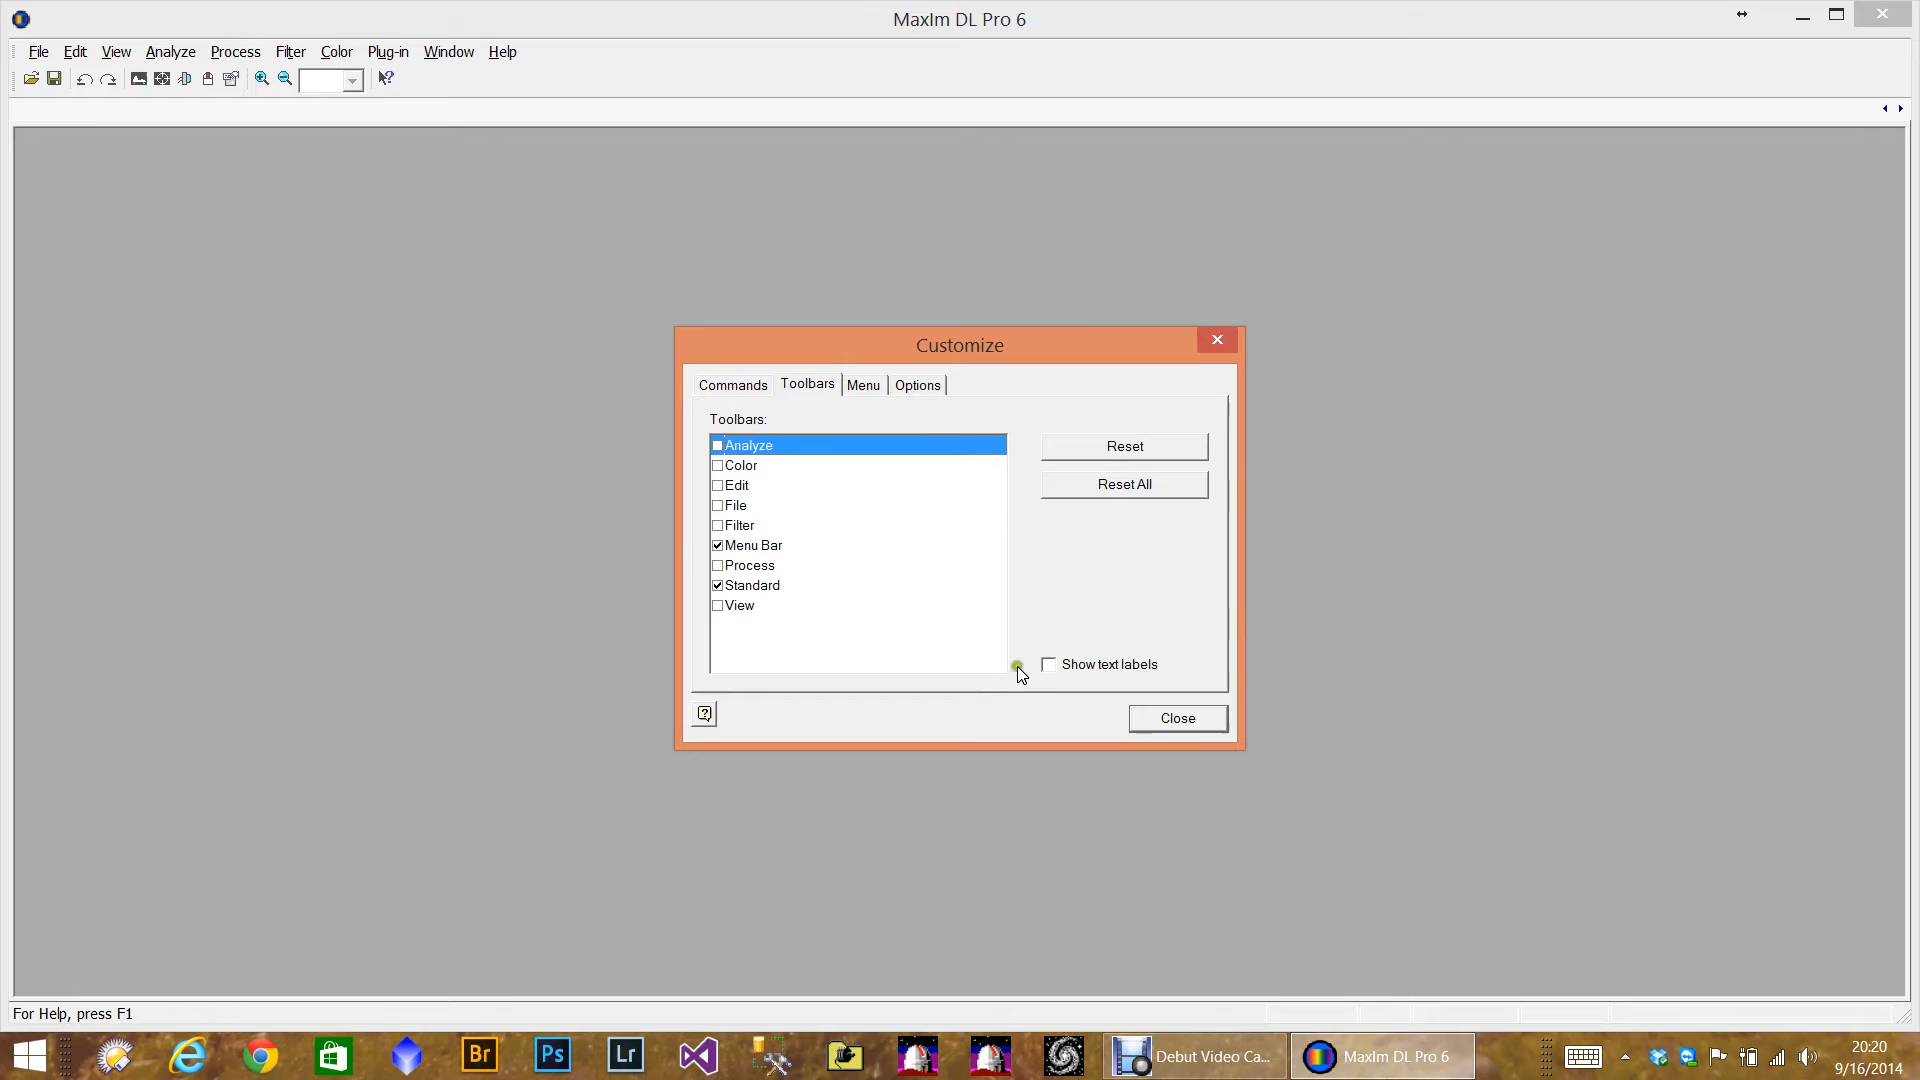 MaxIm DL Pro 6
File Edit View Analyze Process Filter Color Plug-in Window Help
Customize
Commands Toolbars Menu Options
Toolbars:
Analyze
Color
Edit
File
Filter
Menu Bar
Process
Standard
View
Reset
Reset All
Show text labels
Close
For Help, press F1
Br Ps Lr Debut Video Ca... MaxIm DL Pro 6
20:20
9/16/2014